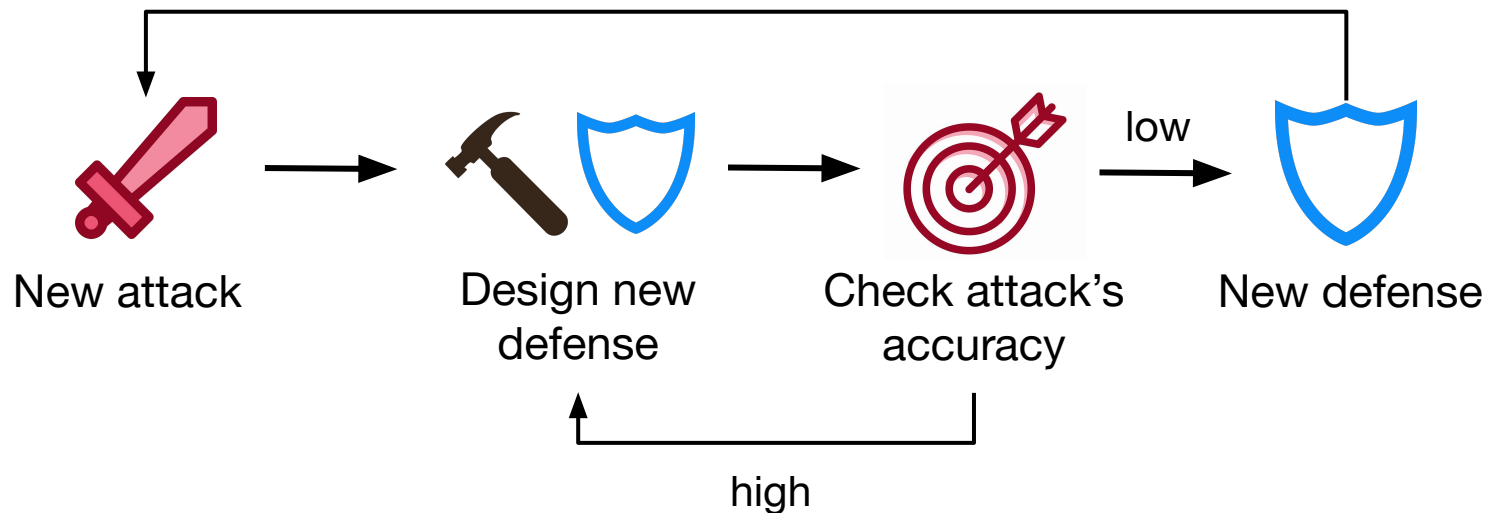 low
New attack
Design new
defense
Check attack’s
accuracy
New defense
high